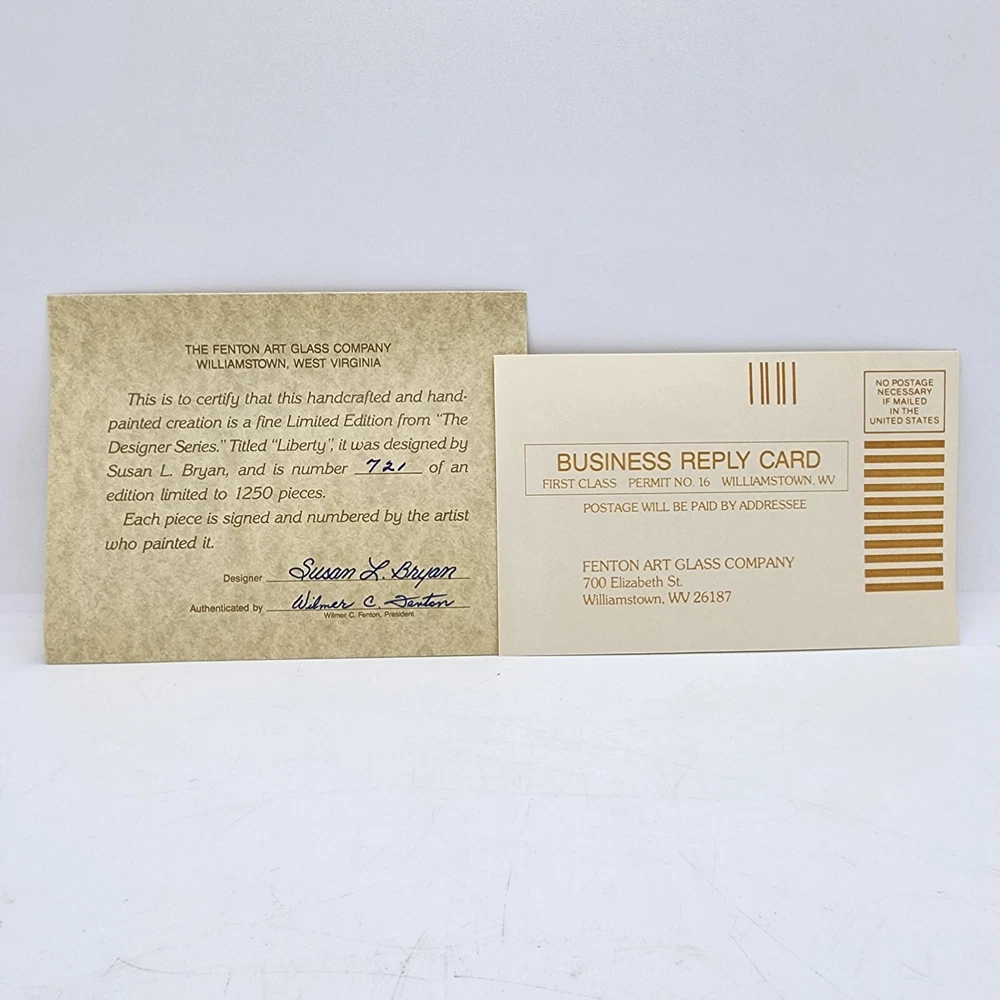 THE FENTON ART GLASS COMPANY
WILLIAMSTOWN, WEST VIRGINIA
This is to certify that this handcrafted and hand-
painted creation is a fine Limited Edition from "The
Designer Series." Titled "Liberty", it was designed by
Susan L. Bryan, and is number 721 of an
edition limited to 1250 pieces.
Each piece is signed and numbered by the artist
who painted it.
Designer Susan L. Bryan
Authenticated by Wilmer C. Fenton
Wilmer C. Fenton, President
NO POSTAGE
NECESSARY
IF MAILED
IN THE
UNITED STATES
BUSINESS REPLY CARD
FIRST CLASS PERMIT NO. 16 WILLIAMSTOWN, WV
POSTAGE WILL BE PAID BY ADDRESSEE
FENTON ART GLASS COMPANY
700 Elizabeth St.
Williamstown, WV 26187